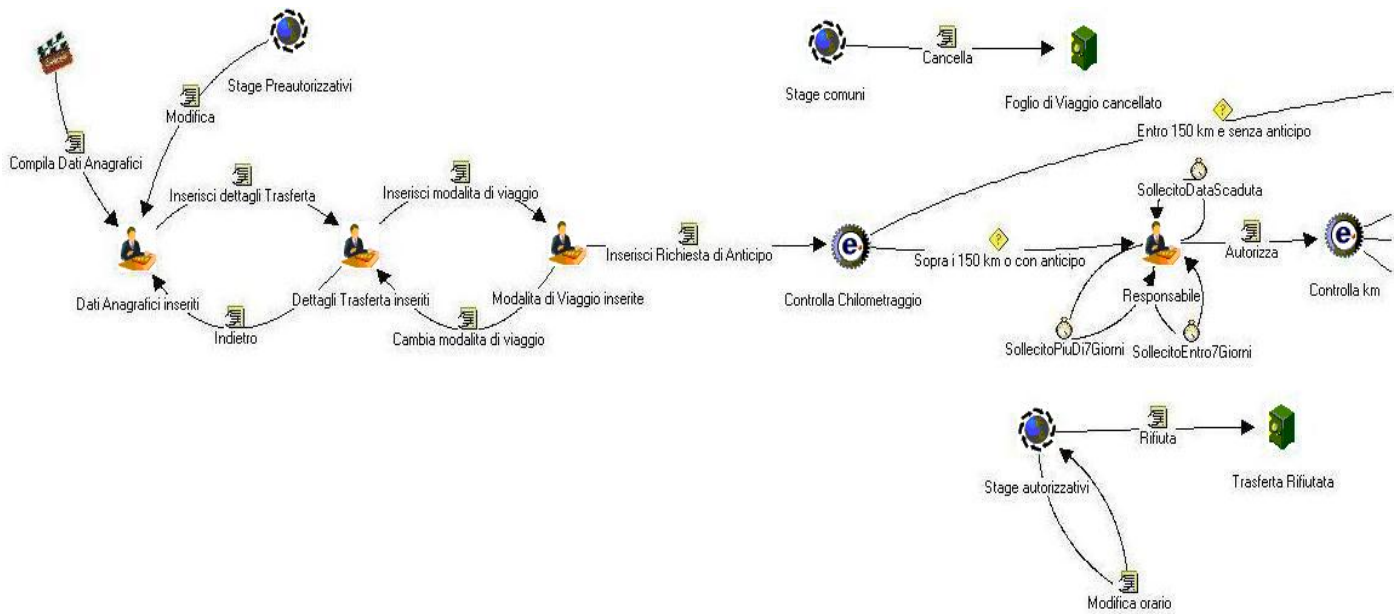 Stage Preautorizzativi
Modifica
Compila Dati Anagrafici
Inserisci dettagli Trasferta
Inserisci modalita di viaggio
Dati Anagrafici inseriti
Indietro
Dettagli Trasferta inseriti
Cambia modalita di viaggio
Modalita di Viaggio inserite
Inserisci Richiesta di Anticipo
Stage comuni
Cancella
Foglio di Viaggio cancellato
Entro 150 km e senza anticipo
Controlla Chilometraggio
Sopra i 150 km o con anticipo
SollecitoDataScaduta
Responsabile
Autorizza
Controlla km
SollecitoPiuDi7Giorni
SollecitoEntro7Giorni
Stage autorizzativi
Rifiuta
Trasferta Rifiutata
Modifica orario